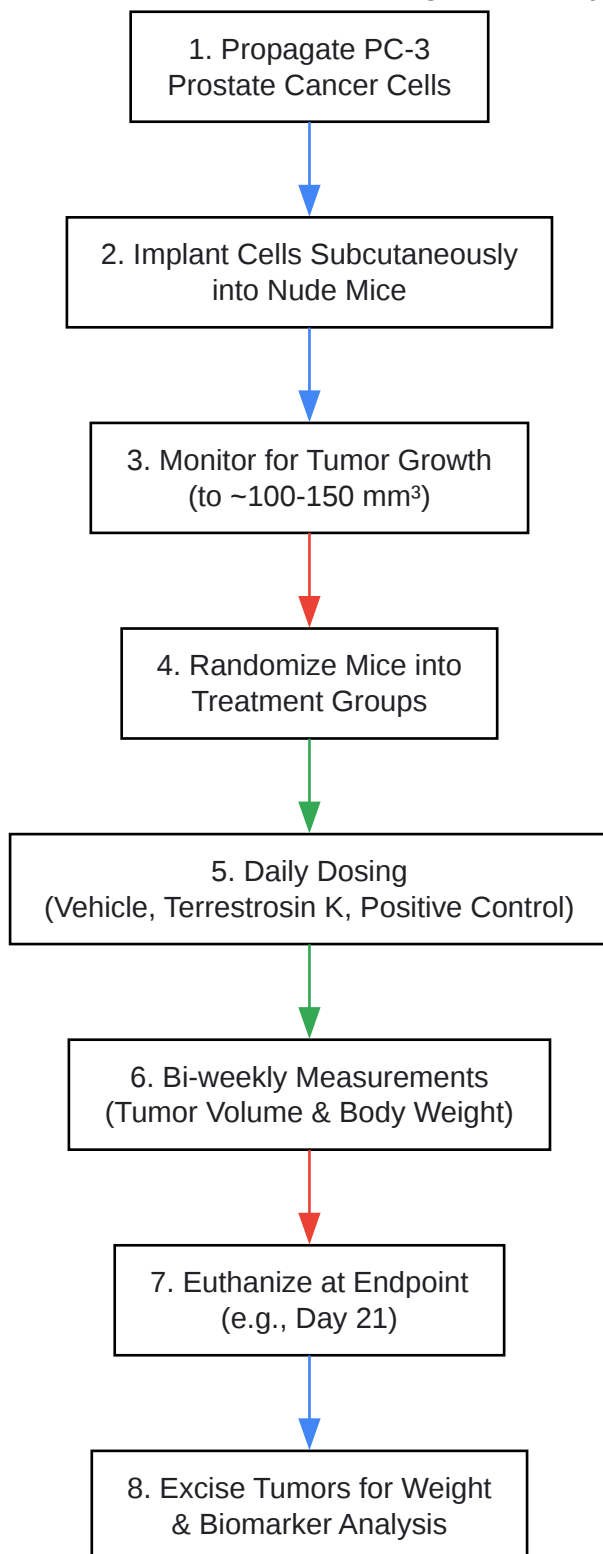 1. Propagate PC-3
Prostate Cancer Cells
2. Implant Cells Subcutaneously
into Nude Mice
3. Monitor for Tumor Growth
(to ~100-150 mm³)
4. Randomize Mice into
Treatment Groups
5. Daily Dosing
(Vehicle, Terrestrosin K, Positive Control)
6. Bi-weekly Measurements
(Tumor Volume & Body Weight)
7. Euthanize at Endpoint
(e.g., Day 21)
8. Excise Tumors for Weight
& Biomarker Analysis